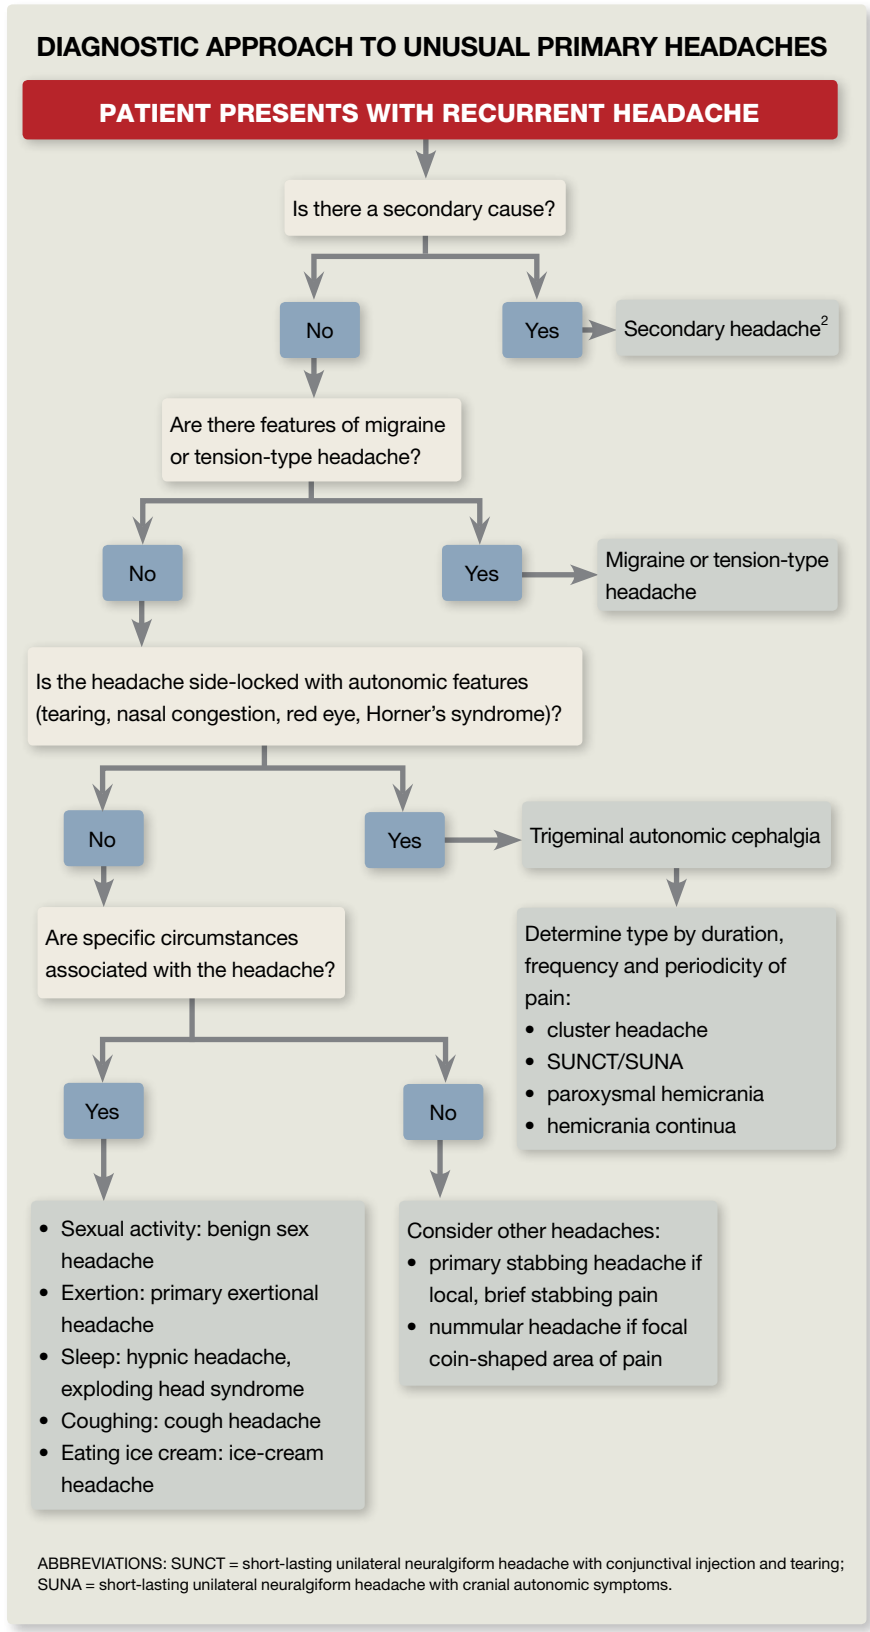 DIAGNOSTIC APPROACH TO UNUSUAL PRIMARY HEADACHES
PATIENT PRESENTS WITH RECURRENT HEADACHE
Is there a secondary cause?
No
Yes
Secondary headache²
Are there features of migraine
or tension-type headache?
No
Yes
Migraine or tension-type
headache
Is the headache side-locked with autonomic features
(tearing, nasal congestion, red eye, Horner’s syndrome)?
No
Yes
Trigeminal autonomic cephalgia
Are specific circumstances
associated with the headache?
Determine type by duration,
frequency and periodicity of
pain:
• cluster headache
• SUNCT/SUNA
• paroxysmal hemicrania
• hemicrania continua
Yes
No
• Sexual activity: benign sex
headache
• Exertion: primary exertional
headache
• Sleep: hypnic headache,
exploding head syndrome
• Coughing: cough headache
• Eating ice cream: ice-cream
headache
Consider other headaches:
• primary stabbing headache if
local, brief stabbing pain
• nummular headache if focal
coin-shaped area of pain
ABBREVIATIONS: SUNCT = short-lasting unilateral neuralgiform headache with conjunctival injection and tearing;
SUNA = short-lasting unilateral neuralgiform headache with cranial autonomic symptoms.